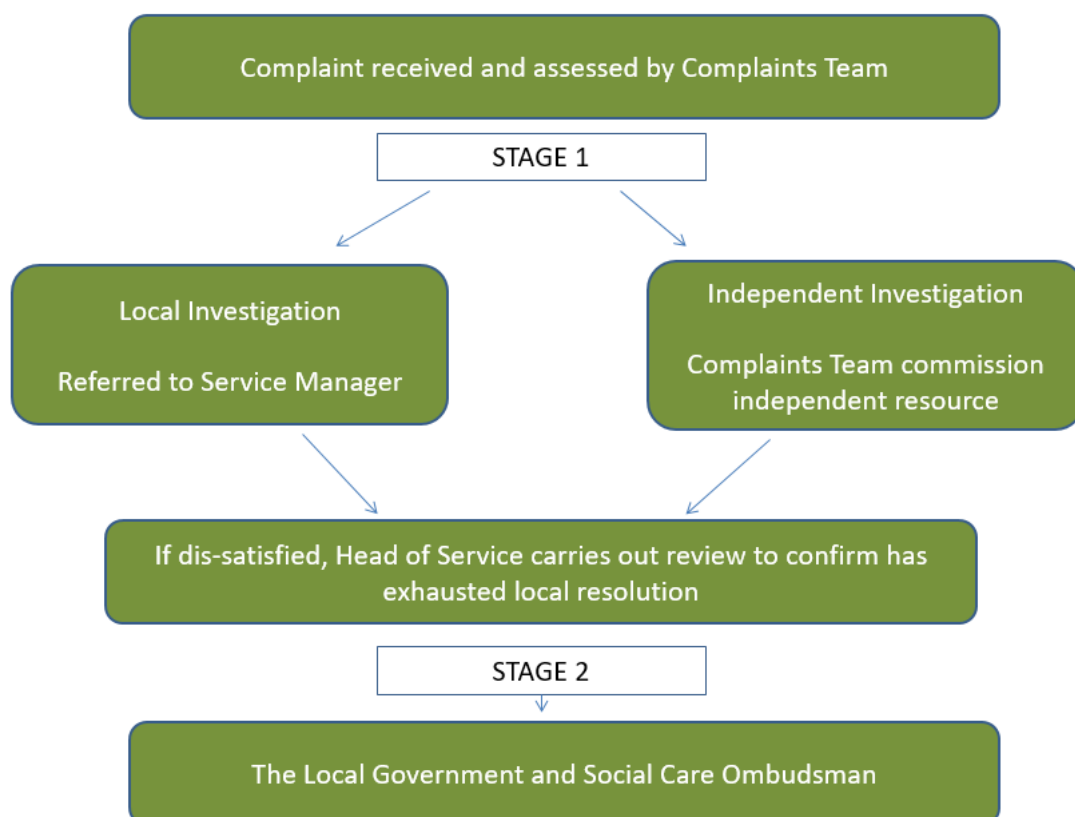 Complaint received and assessed by Complaints Team
STAGE 1
Local Investigation
Referred to Service Manager
Independent Investigation
Complaints Team commission
independent resource
If dis-satisfied, Head of Service carries out review to confirm has
exhausted local resolution
STAGE 2
The Local Government and Social Care Ombudsman